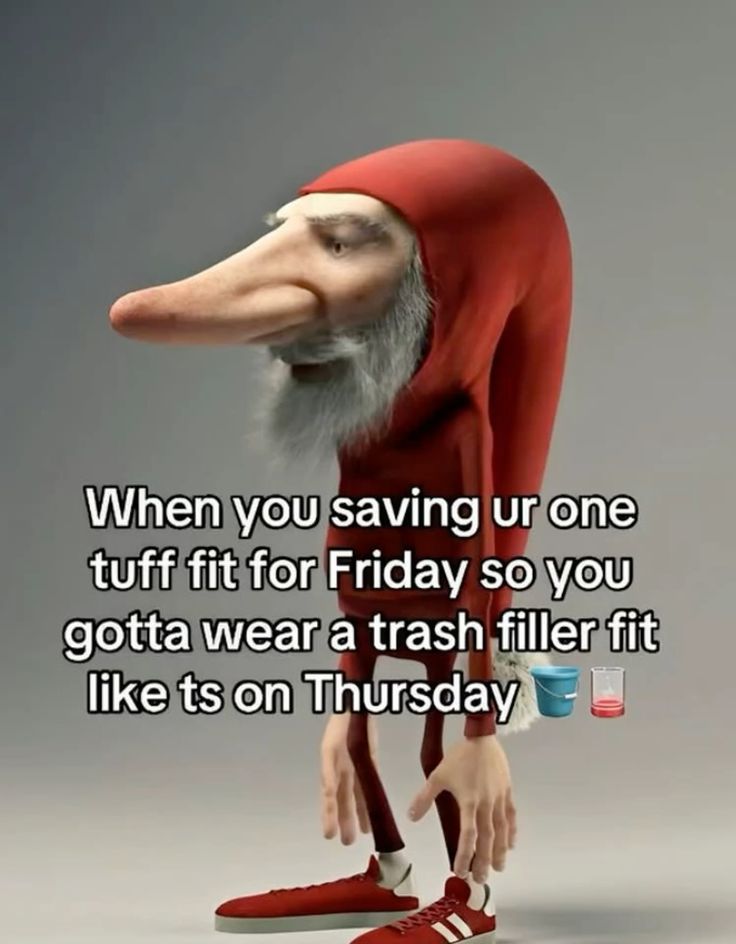 When you saving ur one
tuff fit for Friday so you
gotta wear a trash filler fit
like ts on Thursday 🪣🥤